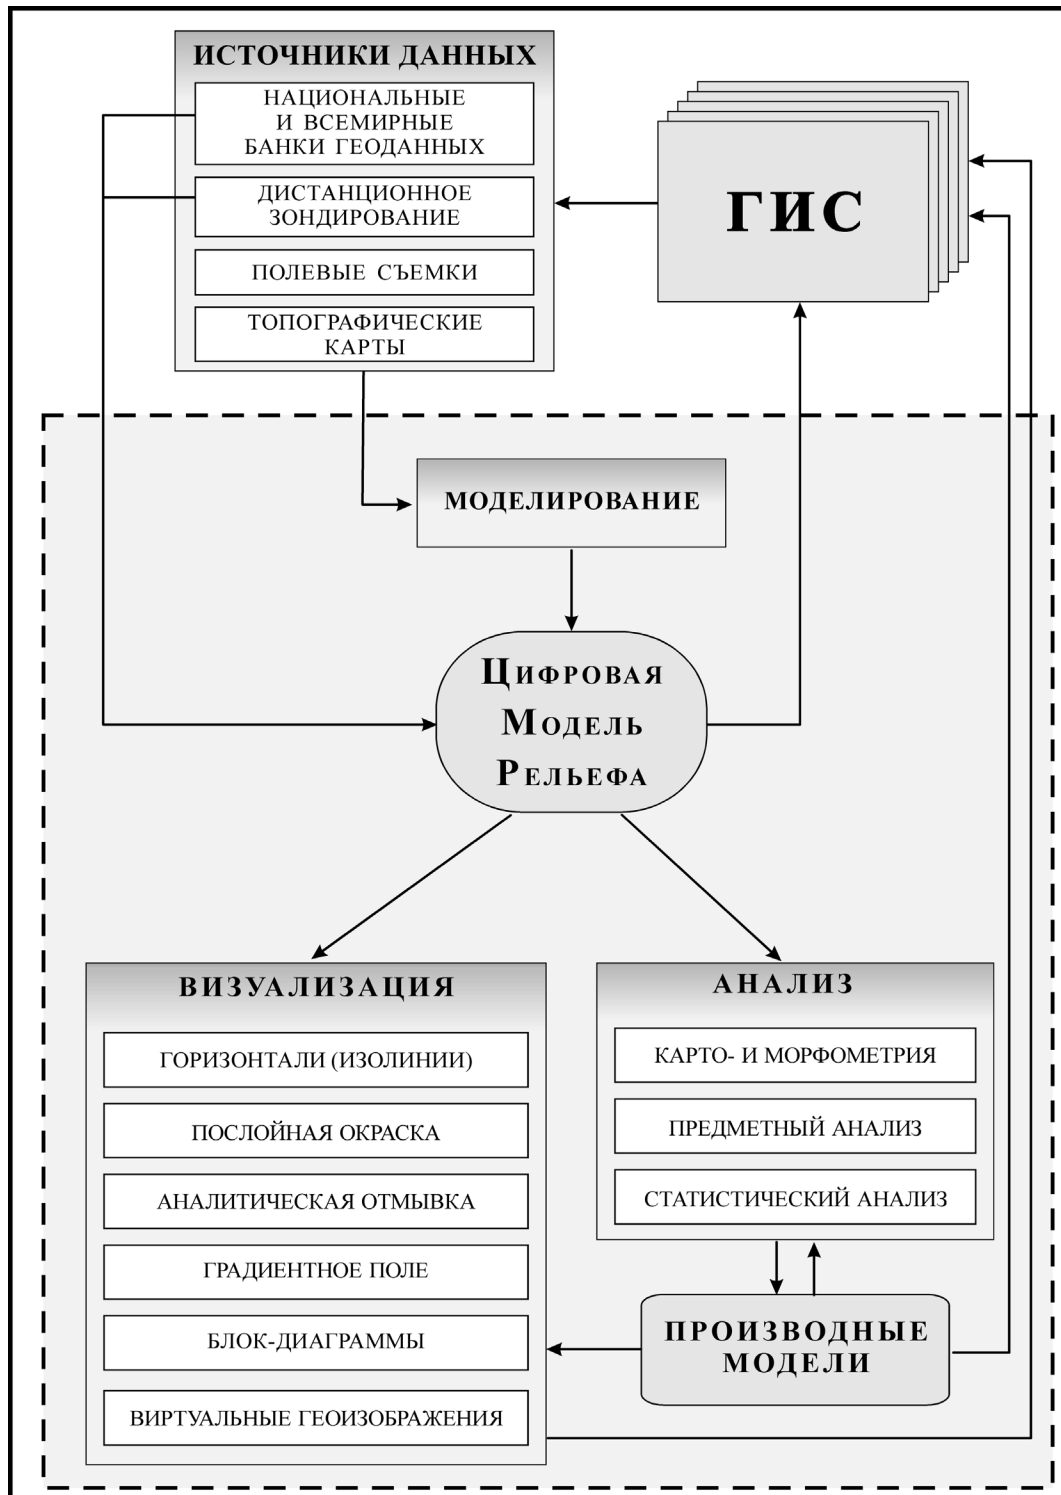 ИСТОЧНИКИ ДАННЫХ
НАЦИОНАЛЬНЫЕ
И ВСЕМИРНЫЕ
БАНКИ ГЕОДАННЫХ
ДИСТАНЦИОННОЕ
ЗОНДИРОВАНИЕ
ПОЛЕВЫЕ СЪЕМКИ
ТОПОГРАФИЧЕСКИЕ
КАРТЫ
ГИС
МОДЕЛИРОВАНИЕ
ЦИФРОВАЯ
МОДЕЛЬ
РЕЛЬЕФА
ВИЗУАЛИЗАЦИЯ
ГОРИЗОНТАЛИ (ИЗОЛИНИИ)
ПОСЛОЙНАЯ ОКРАСКА
АНАЛИТИЧЕСКАЯ ОТМЫВКА
ГРАДИЕНТНОЕ ПОЛЕ
БЛОК-ДИАГРАММЫ
ВИРТУАЛЬНЫЕ ГЕОИЗОБРАЖЕНИЯ
АНАЛИЗ
КАРТО- И МОРФОМЕТРИЯ
ПРЕДМЕТНЫЙ АНАЛИЗ
СТАТИСТИЧЕСКИЙ АНАЛИЗ
ПРОИЗВОДНЫЕ
МОДЕЛИ